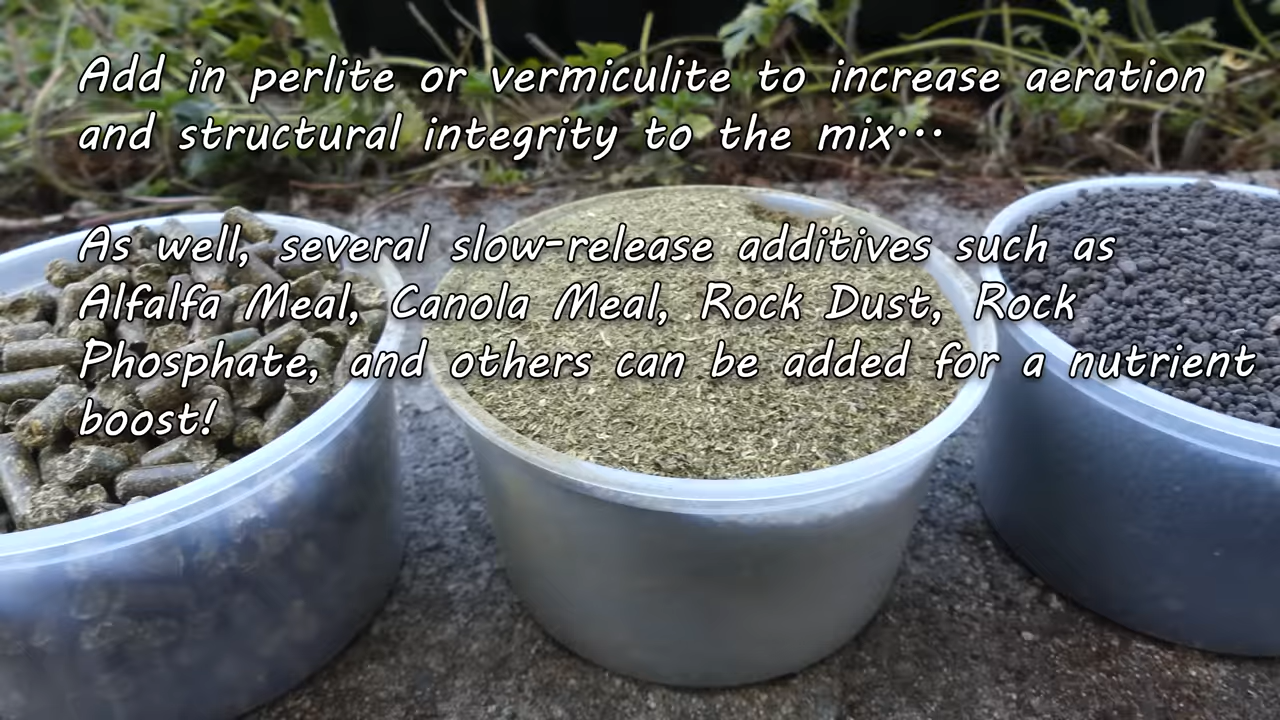 Add in perlite or vermiculite to increase aeration
and structural integrity to the mix...
As well, several slow-release additives such as
Alfalfa Meal, Canola Meal, Rock Dust, Rock
Phosphate, and others can be added for a nutrient
boost!